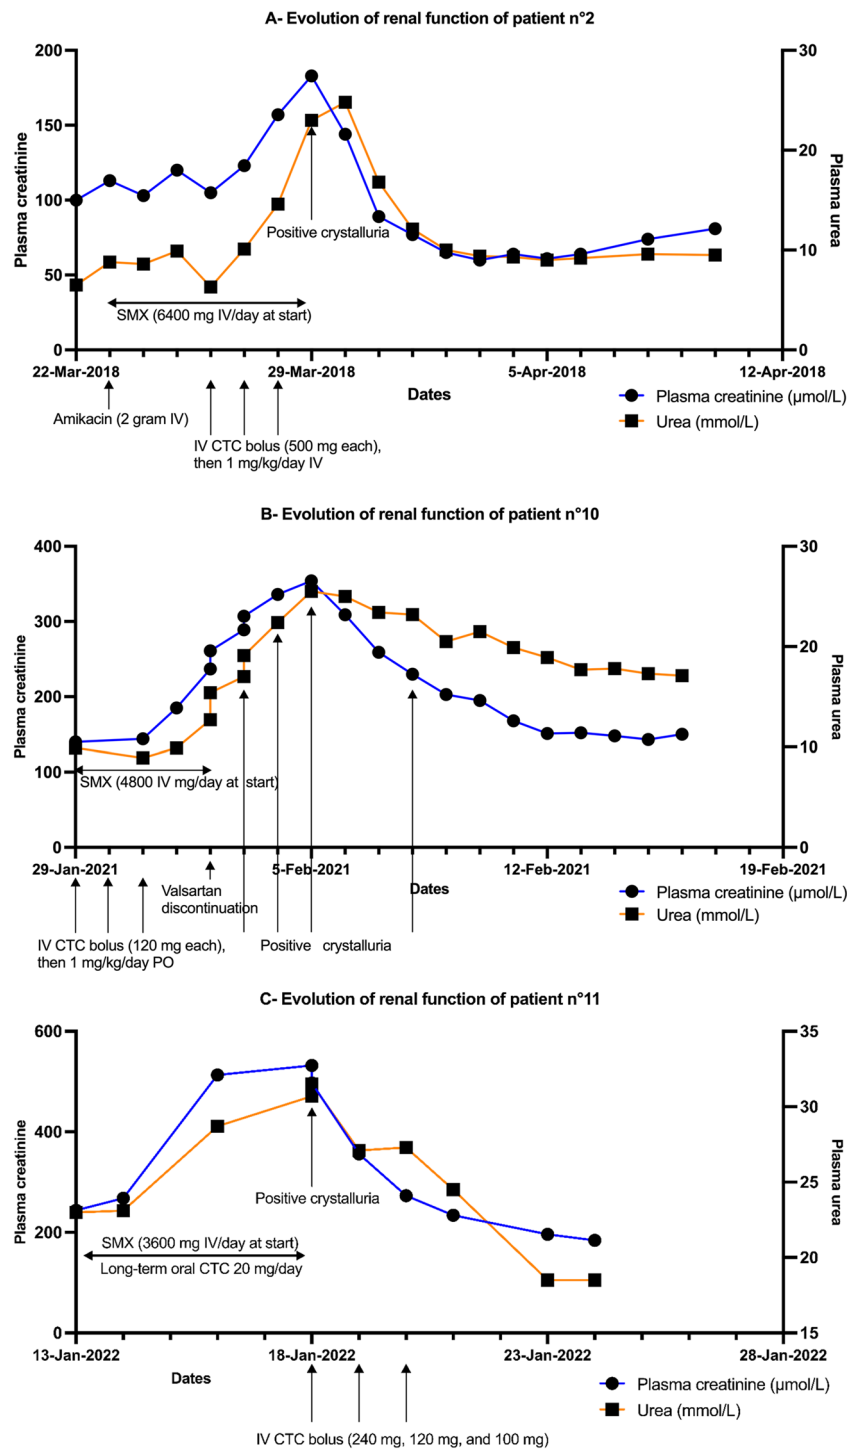 A- Evolution of renal function of patient n°2
200
150
100
50
0
Plasma creatinine
30
20
10
0
Plasma urea
Positive crystalluria
SMX (6400 mg IV/day at start)
22-Mar-2018
29-Mar-2018
5-Apr-2018
12-Apr-2018
Dates
Amikacin (2 gram IV)
IV CTC bolus (500 mg each),
then 1 mg/kg/day IV
Plasma creatinine (µmol/L)
Urea (mmol/L)
B- Evolution of renal function of patient n°10
400
300
200
100
0
Plasma creatinine
30
20
10
0
Plasma urea
SMX (4800 IV mg/day at start)
29-Jan-2021
5-Feb-2021
12-Feb-2021
19-Feb-2021
Dates
Valsartan
discontinuation
IV CTC bolus (120 mg each),
then 1 mg/kg/day PO
Positive crystalluria
Plasma creatinine (µmol/L)
Urea (mmol/L)
C- Evolution of renal function of patient n°11
600
400
200
0
Plasma creatinine
35
30
25
20
15
Plasma urea
Positive crystalluria
SMX (3600 mg IV/day at start)
Long-term oral CTC 20 mg/day
13-Jan-2022
18-Jan-2022
23-Jan-2022
28-Jan-2022
Dates
IV CTC bolus (240 mg, 120 mg, and 100 mg)
Plasma creatinine (µmol/L)
Urea (mmol/L)